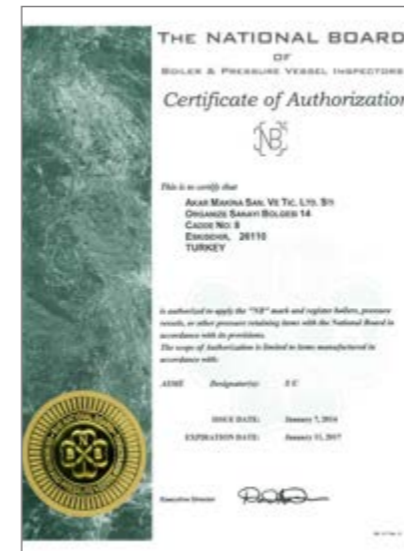 THE NATIONAL BOARD
OF
BOILER & PRESSURE VESSEL INSPECTORS
Certificate of Authorization
NB
This is to certify that
AKAR MAKINA SAN. VE TIC. LTD. STI
ORGANIZE SANAYI BOLGESI 14
CADDE NO: 8
ESKISEHIR, 26110
TURKEY
is authorized to apply the "NB" mark and register boilers, pressure
vessels, or other pressure retaining items with the National Board in
accordance with its provisions.
The scope of Authorization is limited to items manufactured in
accordance with:
ASME Designator(s)
ISSUE DATE: January 7, 2014
EXPIRATION DATE: January 11, 2017
Executive Director